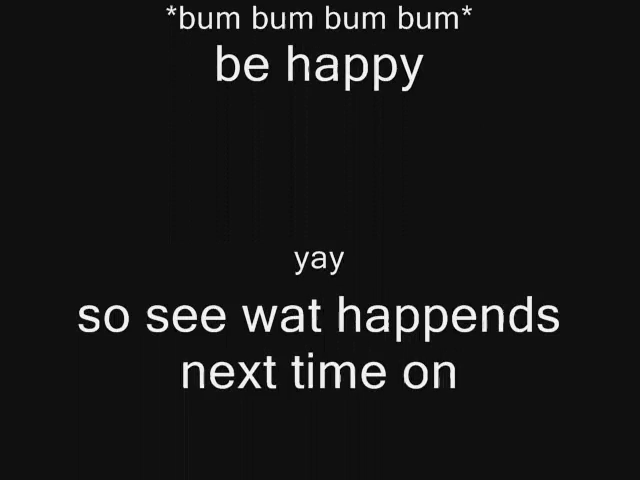 *bum bum bum bum*
be happy
yay
so see wat happends
next time on